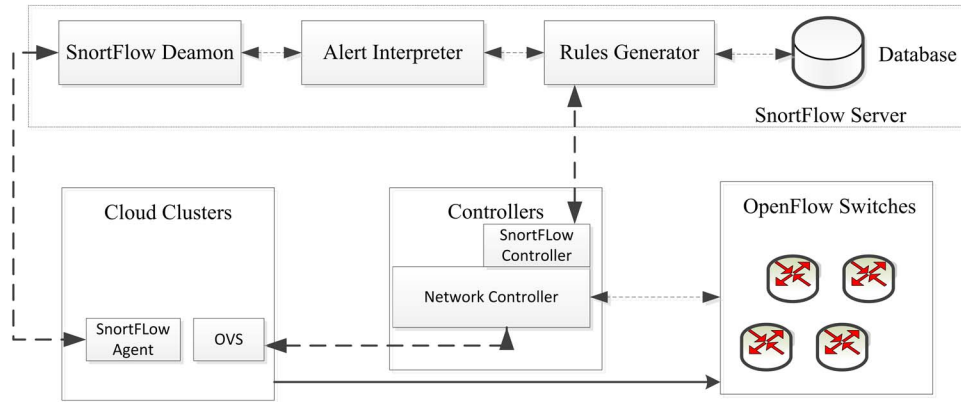 SnortFlow Deamon
Alert Interpreter
Rules Generator
Database
SnortFlow Server
Cloud Clusters
SnortFLow
Agent
OVS
Controllers
SnortFLow
Controller
Network Controller
OpenFlow Switches